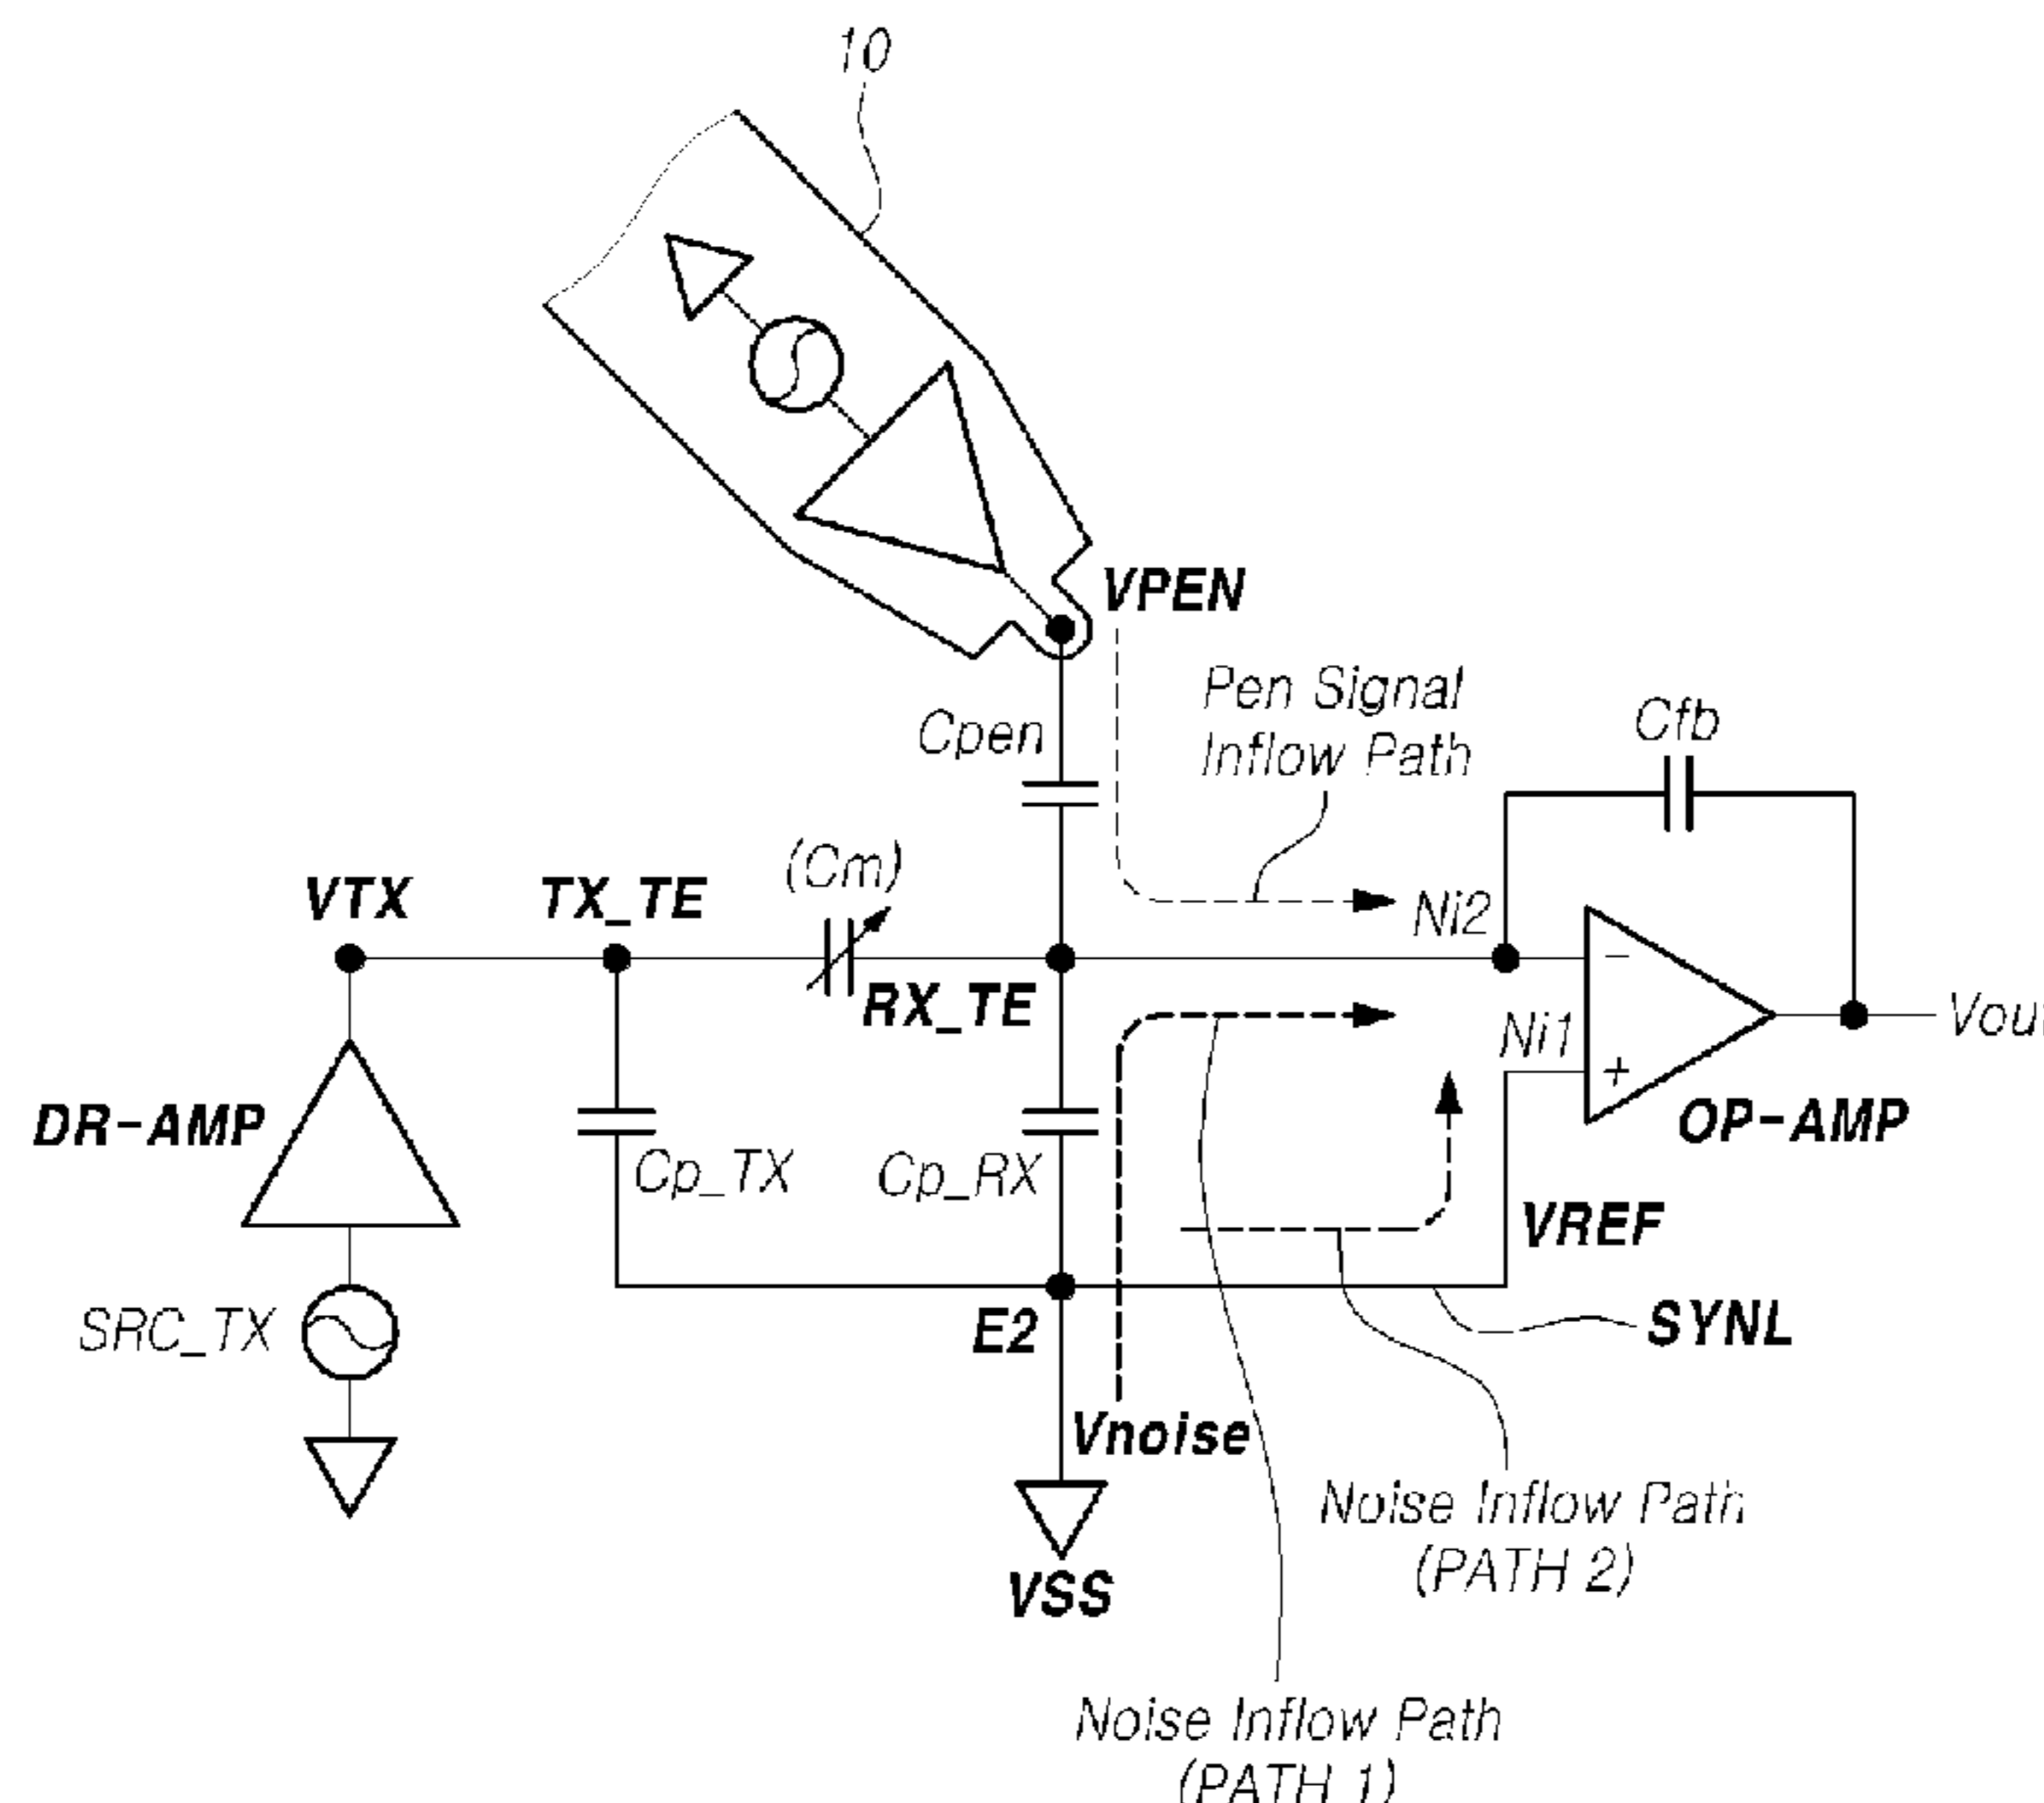 10
VPEN
Pen Signal
Inflow Path
Cpen
Cfb
(Cm)
VTX
TX_TE
Ni2
RX_TE
−
Ni1
Vout
+
DR-AMP
OP-AMP
Cp_TX
Cp_RX
VREF
SRC_TX
E2
SYNL
Vnoise
Noise Inflow Path
(PATH 2)
VSS
Noise Inflow Path
(PATH 1)